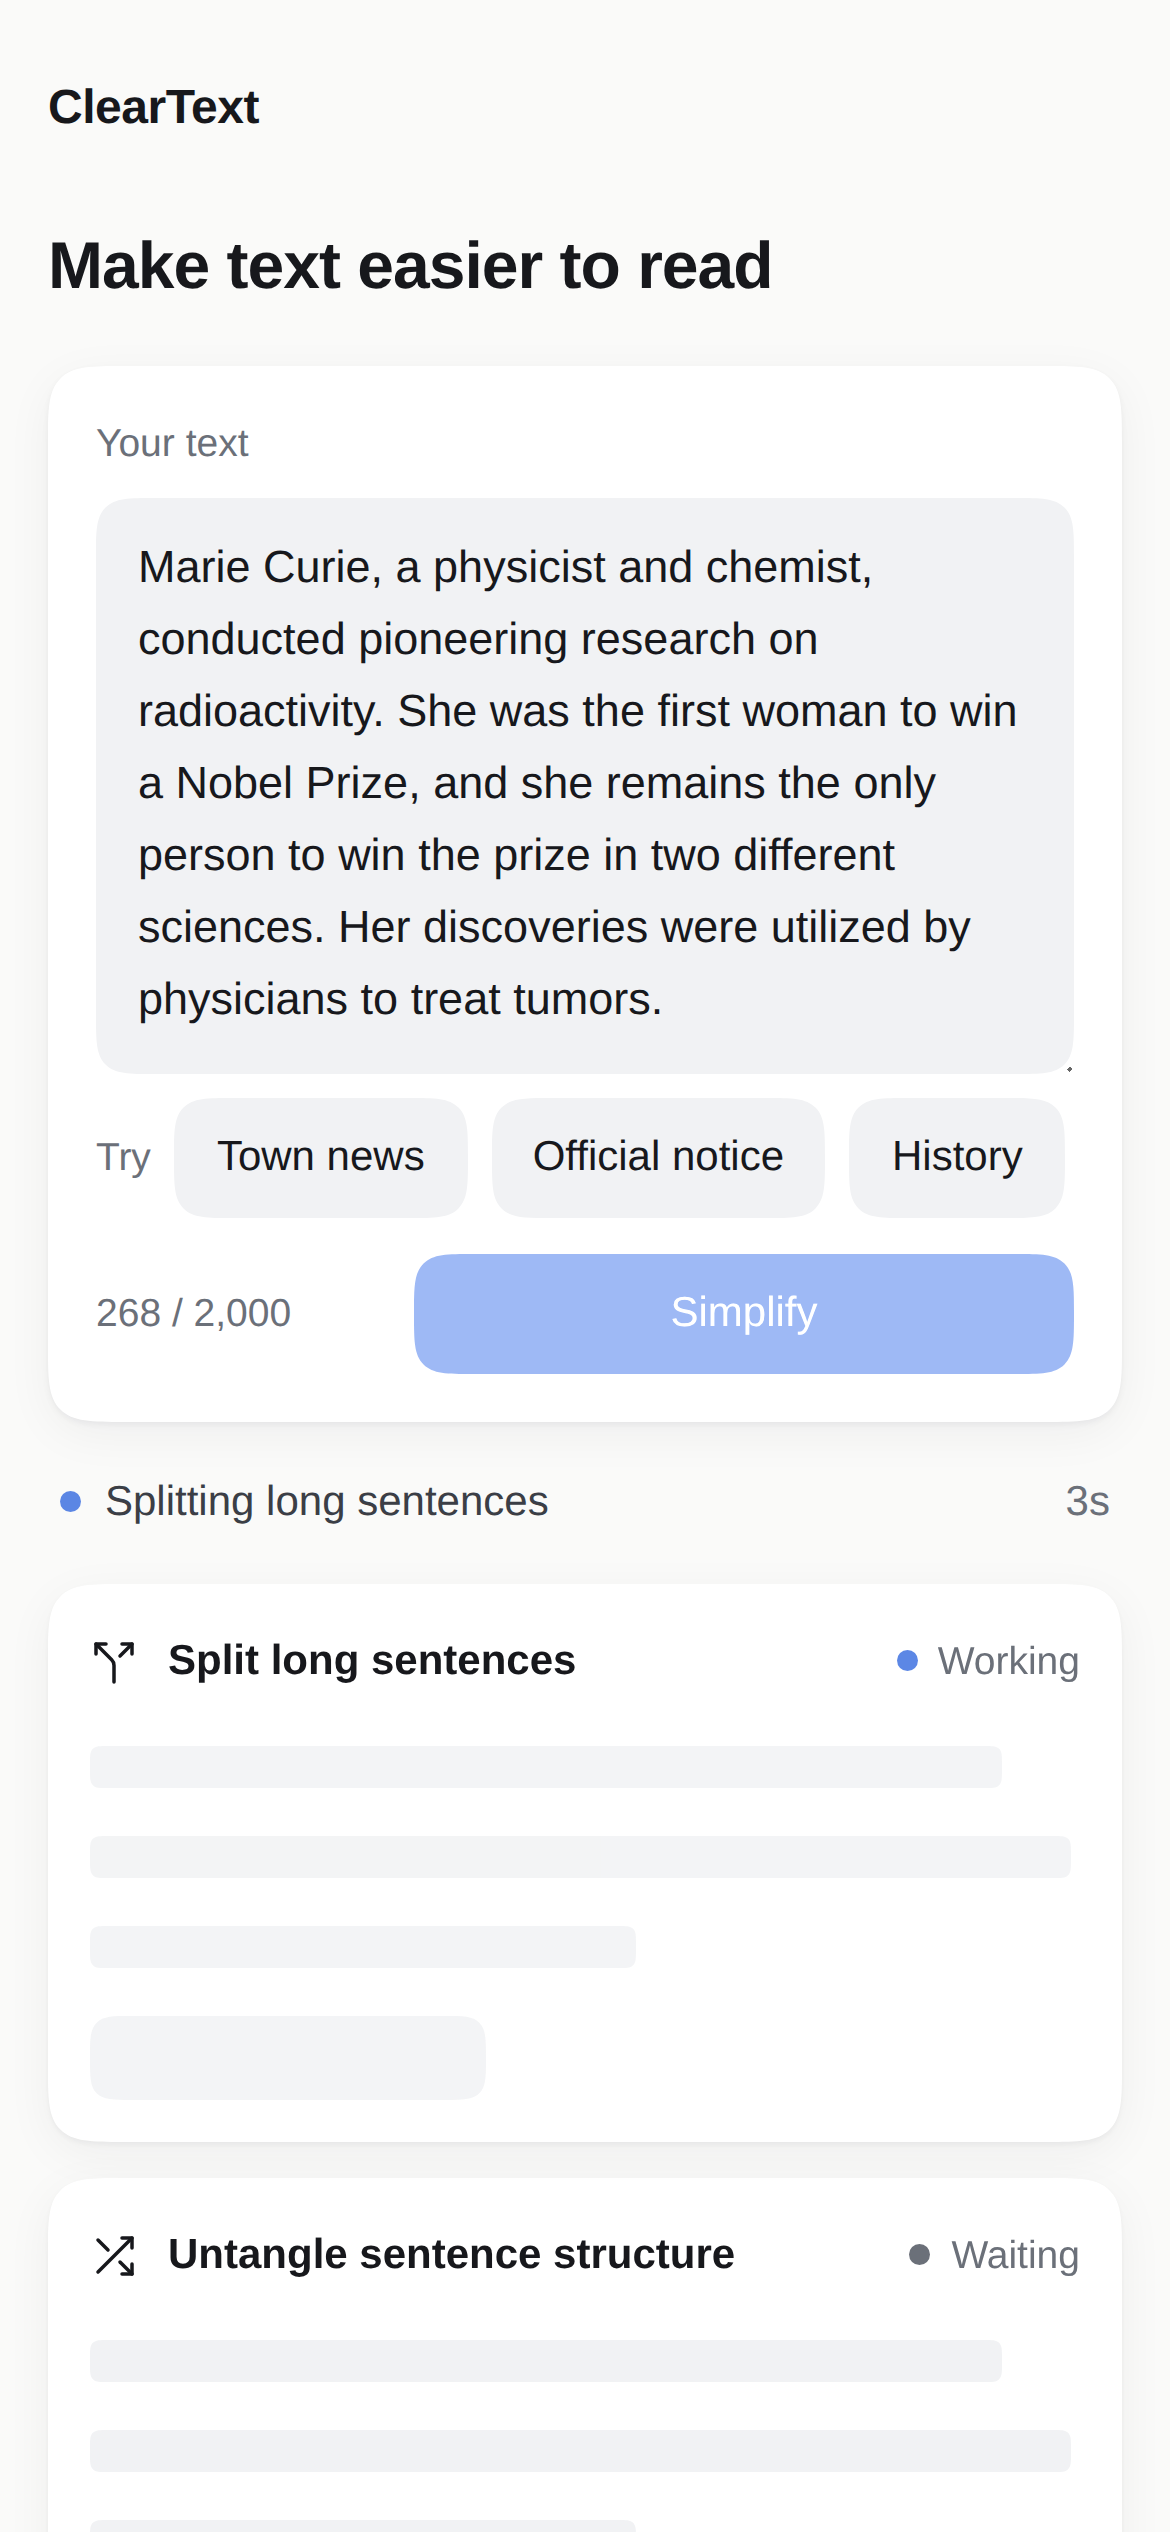 ClearText
Make text easier to read
Your text
Marie Curie, a physicist and chemist,
conducted pioneering research on
radioactivity. She was the first woman to win
a Nobel Prize, and she remains the only
person to win the prize in two different
sciences. Her discoveries were utilized by
physicians to treat tumors.
Try Town news Official notice History
268 / 2,000 Simplify
Splitting long sentences 3s
Split long sentences Working
Untangle sentence structure Waiting